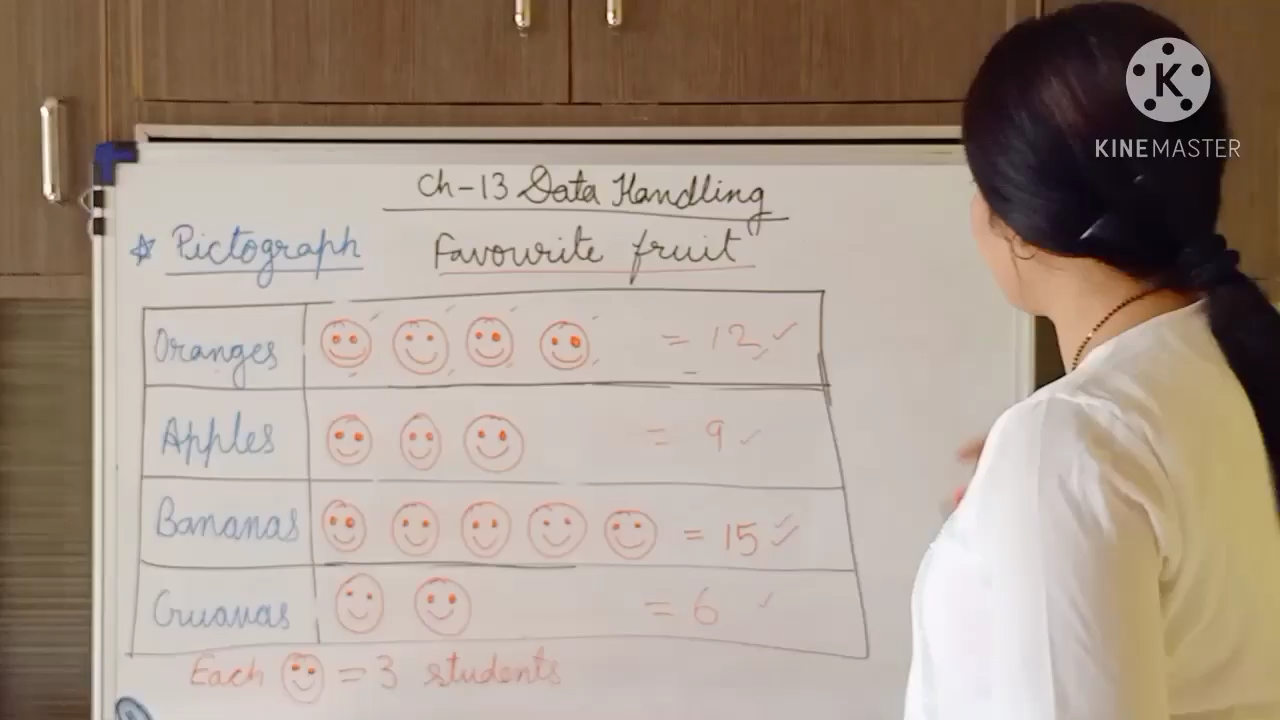 K
KINEMASTER
Ch-13 Data Handling
☆ Pictograph Favourite fruit
Oranges = 12 ✓
Apples = 9 ✓
Bananas = 15 ✓
Guavas = 6 ✓
Each = 3 students